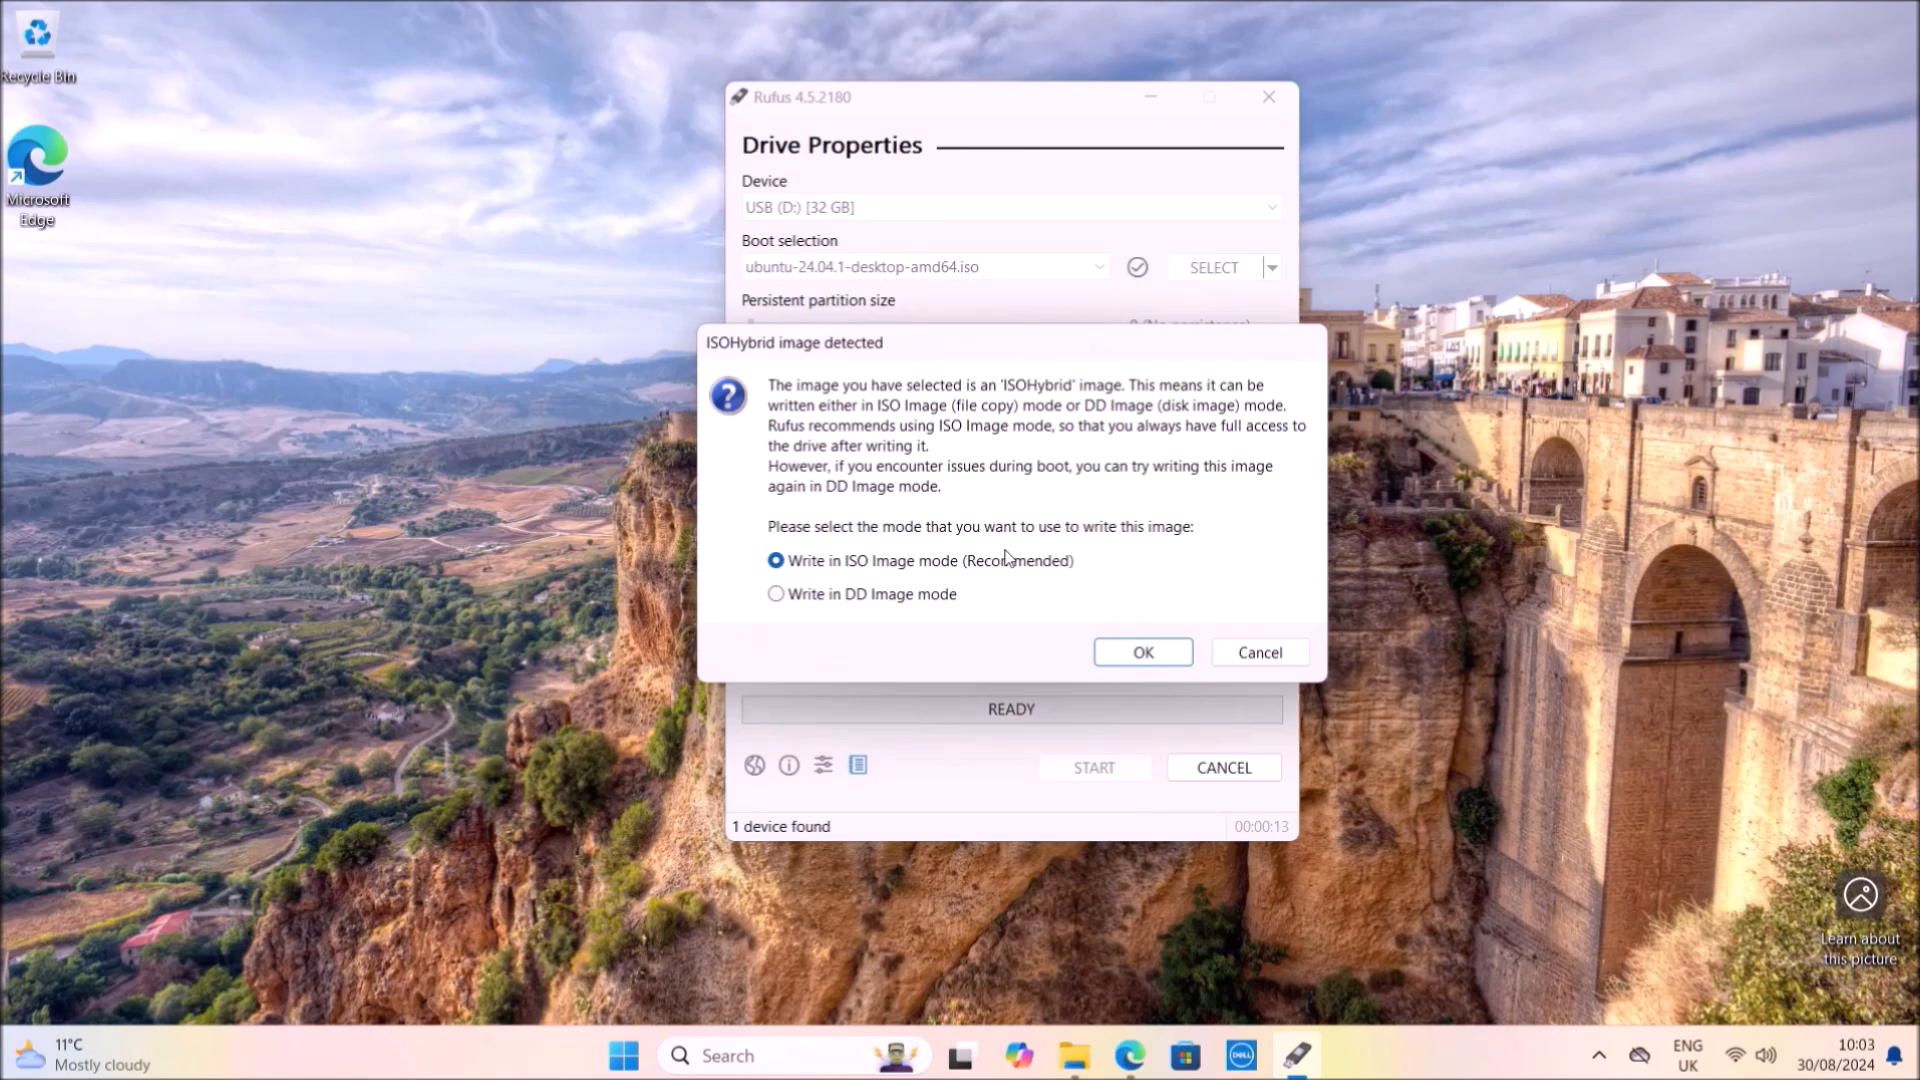 Recycle Bin
Microsoft
Edge
Rufus 4.5.2180
Drive Properties
Device
USB (D:) [32 GB]
Boot selection
ubuntu-24.04.1-desktop-amd64.iso
SELECT
Persistent partition size
ISOHybrid image detected
The image you have selected is an 'ISOHybrid' image. This means it can be
written either in ISO Image (file copy) mode or DD Image (disk image) mode.
Rufus recommends using ISO Image mode, so that you always have full access to
the drive after writing it.
However, if you encounter issues during boot, you can try writing this image
again in DD Image mode.
Please select the mode that you want to use to write this image:
Write in ISO Image mode (Recommended)
Write in DD Image mode
OK
Cancel
READY
START
CANCEL
1 device found
00:00:13
Learn about
this picture
11°C
Mostly cloudy
Search
DELL
ENG
UK
10:03
30/08/2024